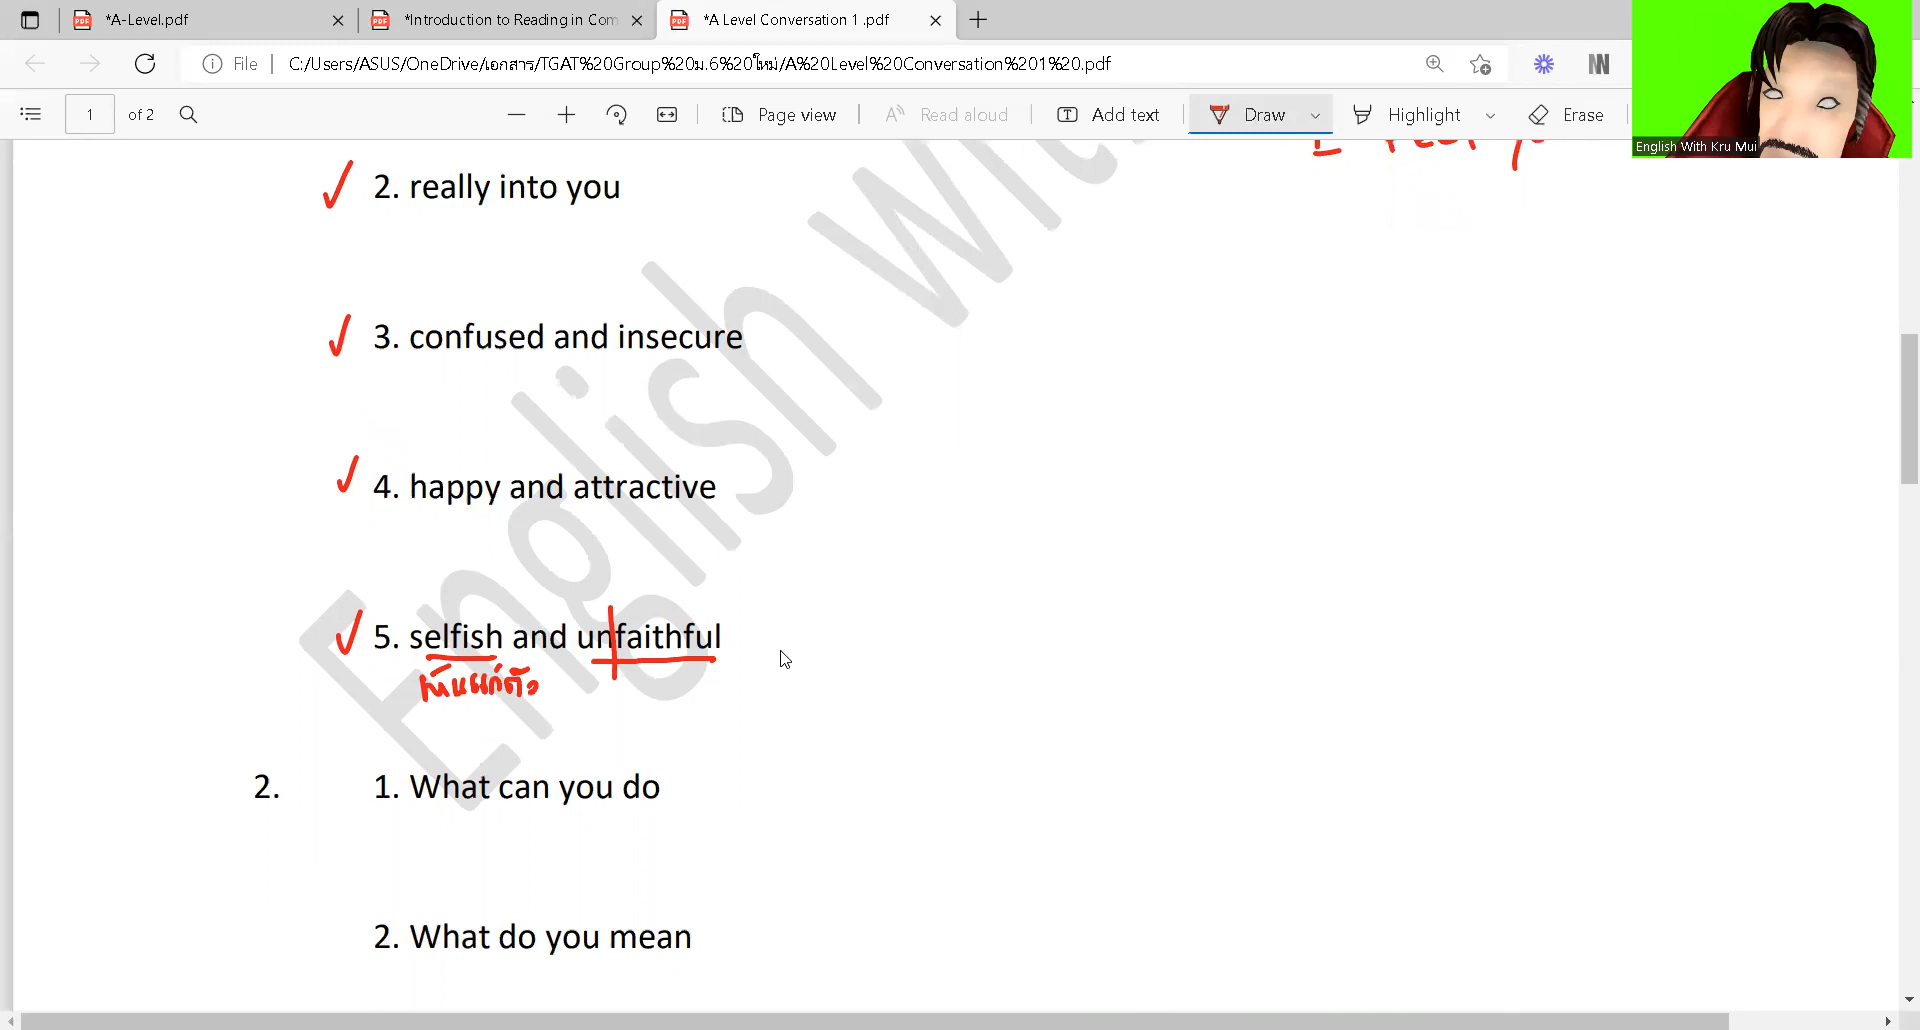 *A-Level.pdf
*Introduction to Reading in Com
*A Level Conversation 1 .pdf
File C:/Users/ASUS/OneDrive/เอกสาร/TGAT%20Group%20ม.6%20ใหม่/A%20Level%20Conversation%201%20.pdf
1 of 2 Page view Read aloud Add text Draw Highlight Erase
English With Kru Mui
2. really into you
3. confused and insecure
4. happy and attractive
5. selfish and unfaithful
เห็นแก่ตัว
2. 1. What can you do
2. What do you mean
English With